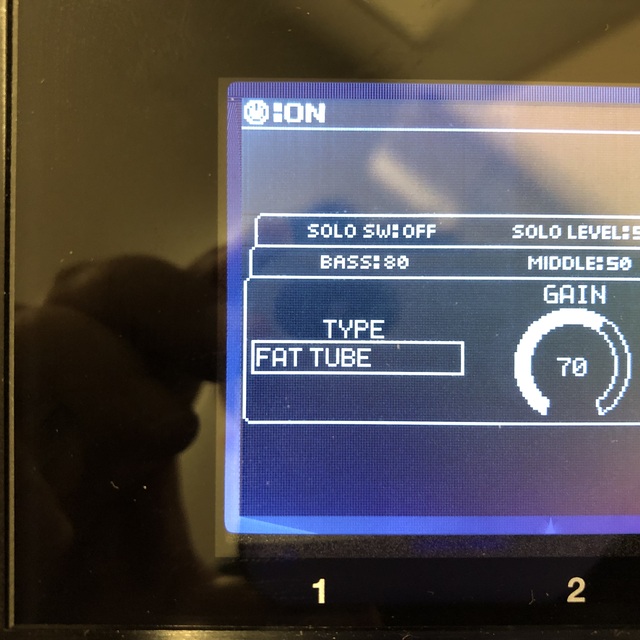 :ON
SOLO SW:OFF SOLO LEVEL:5
BASS:80 MIDDLE:50
GAIN
TYPE
FAT TUBE
70
1 2